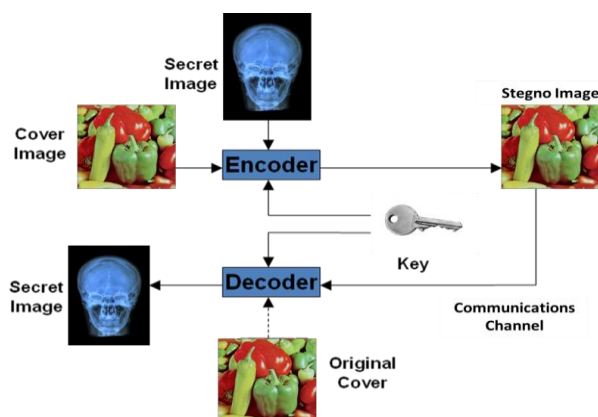 Secret
Image
Stegno Image
Cover
Image
Encoder
Key
Secret
Image
Decoder
Communications
Channel
Original
Cover